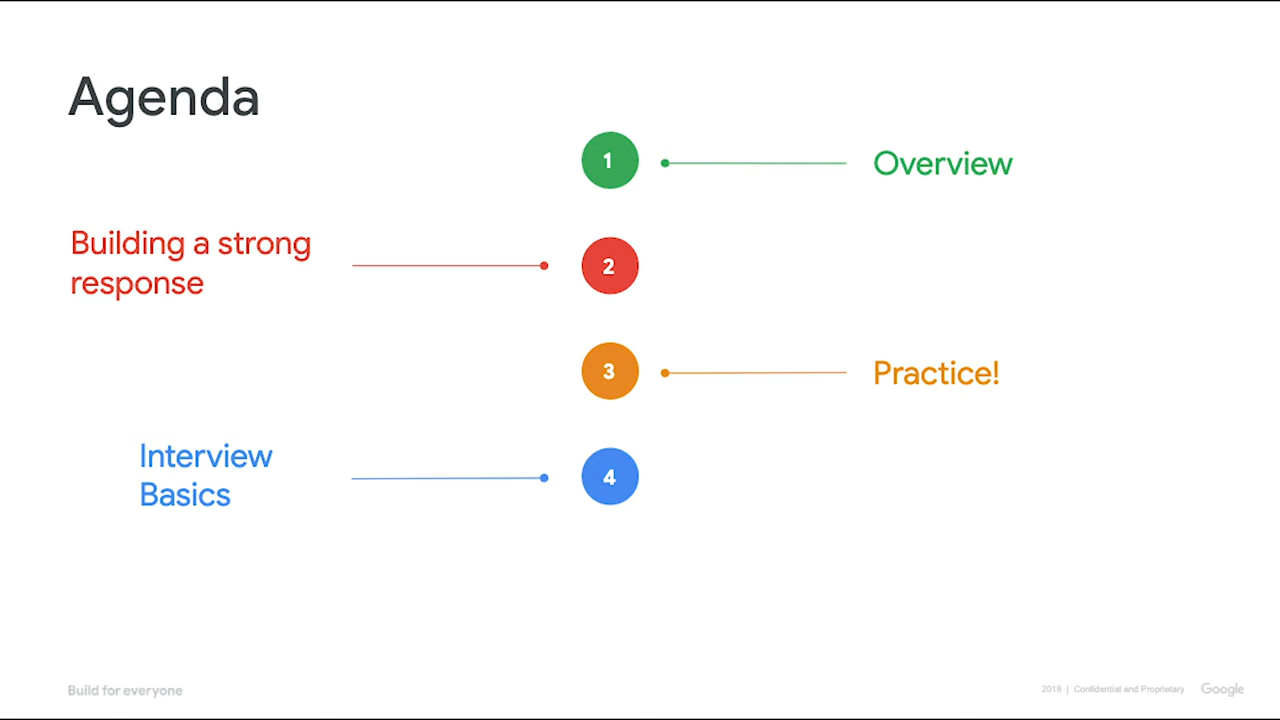 Agenda
1
Overview
Building a strong
response
2
3
Practice!
Interview
Basics
4
Build for everyone
2018 | Confidential and Proprietary Google